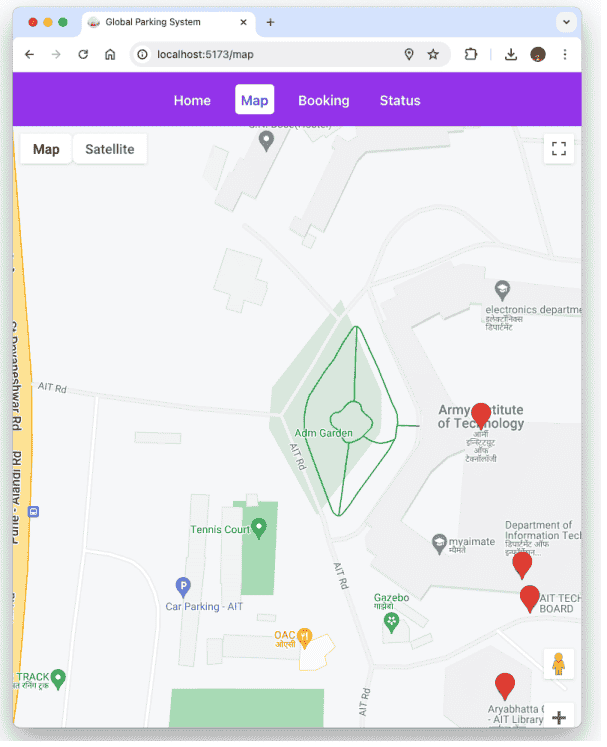 Global Parking System
localhost:5173/map
Home
Map
Booking
Status
Map
Satellite
electronics departme
इलेक्ट्रॉनिक्स
डिपार्टमेंट
AIT Rd
Army Institute
of Technology
आर्मी
इन्स्टिट्यूट
ऑफ
टेक्नॉलॉजी
Adm Garden
AIT Rd
Pune - Alandi Rd
Tennis Court
Department of
Information Tech
डिपार्टमेंट ऑफ
myaimate
म्यैमते
AIT Rd
Car Parking - AIT
Gazebo
गाझेबो
AIT TECH
BOARD
OAC
ओएसी
TRACK
रनिंग ट्रॅक
AIT Rd
Aryabhatta
- AIT Library